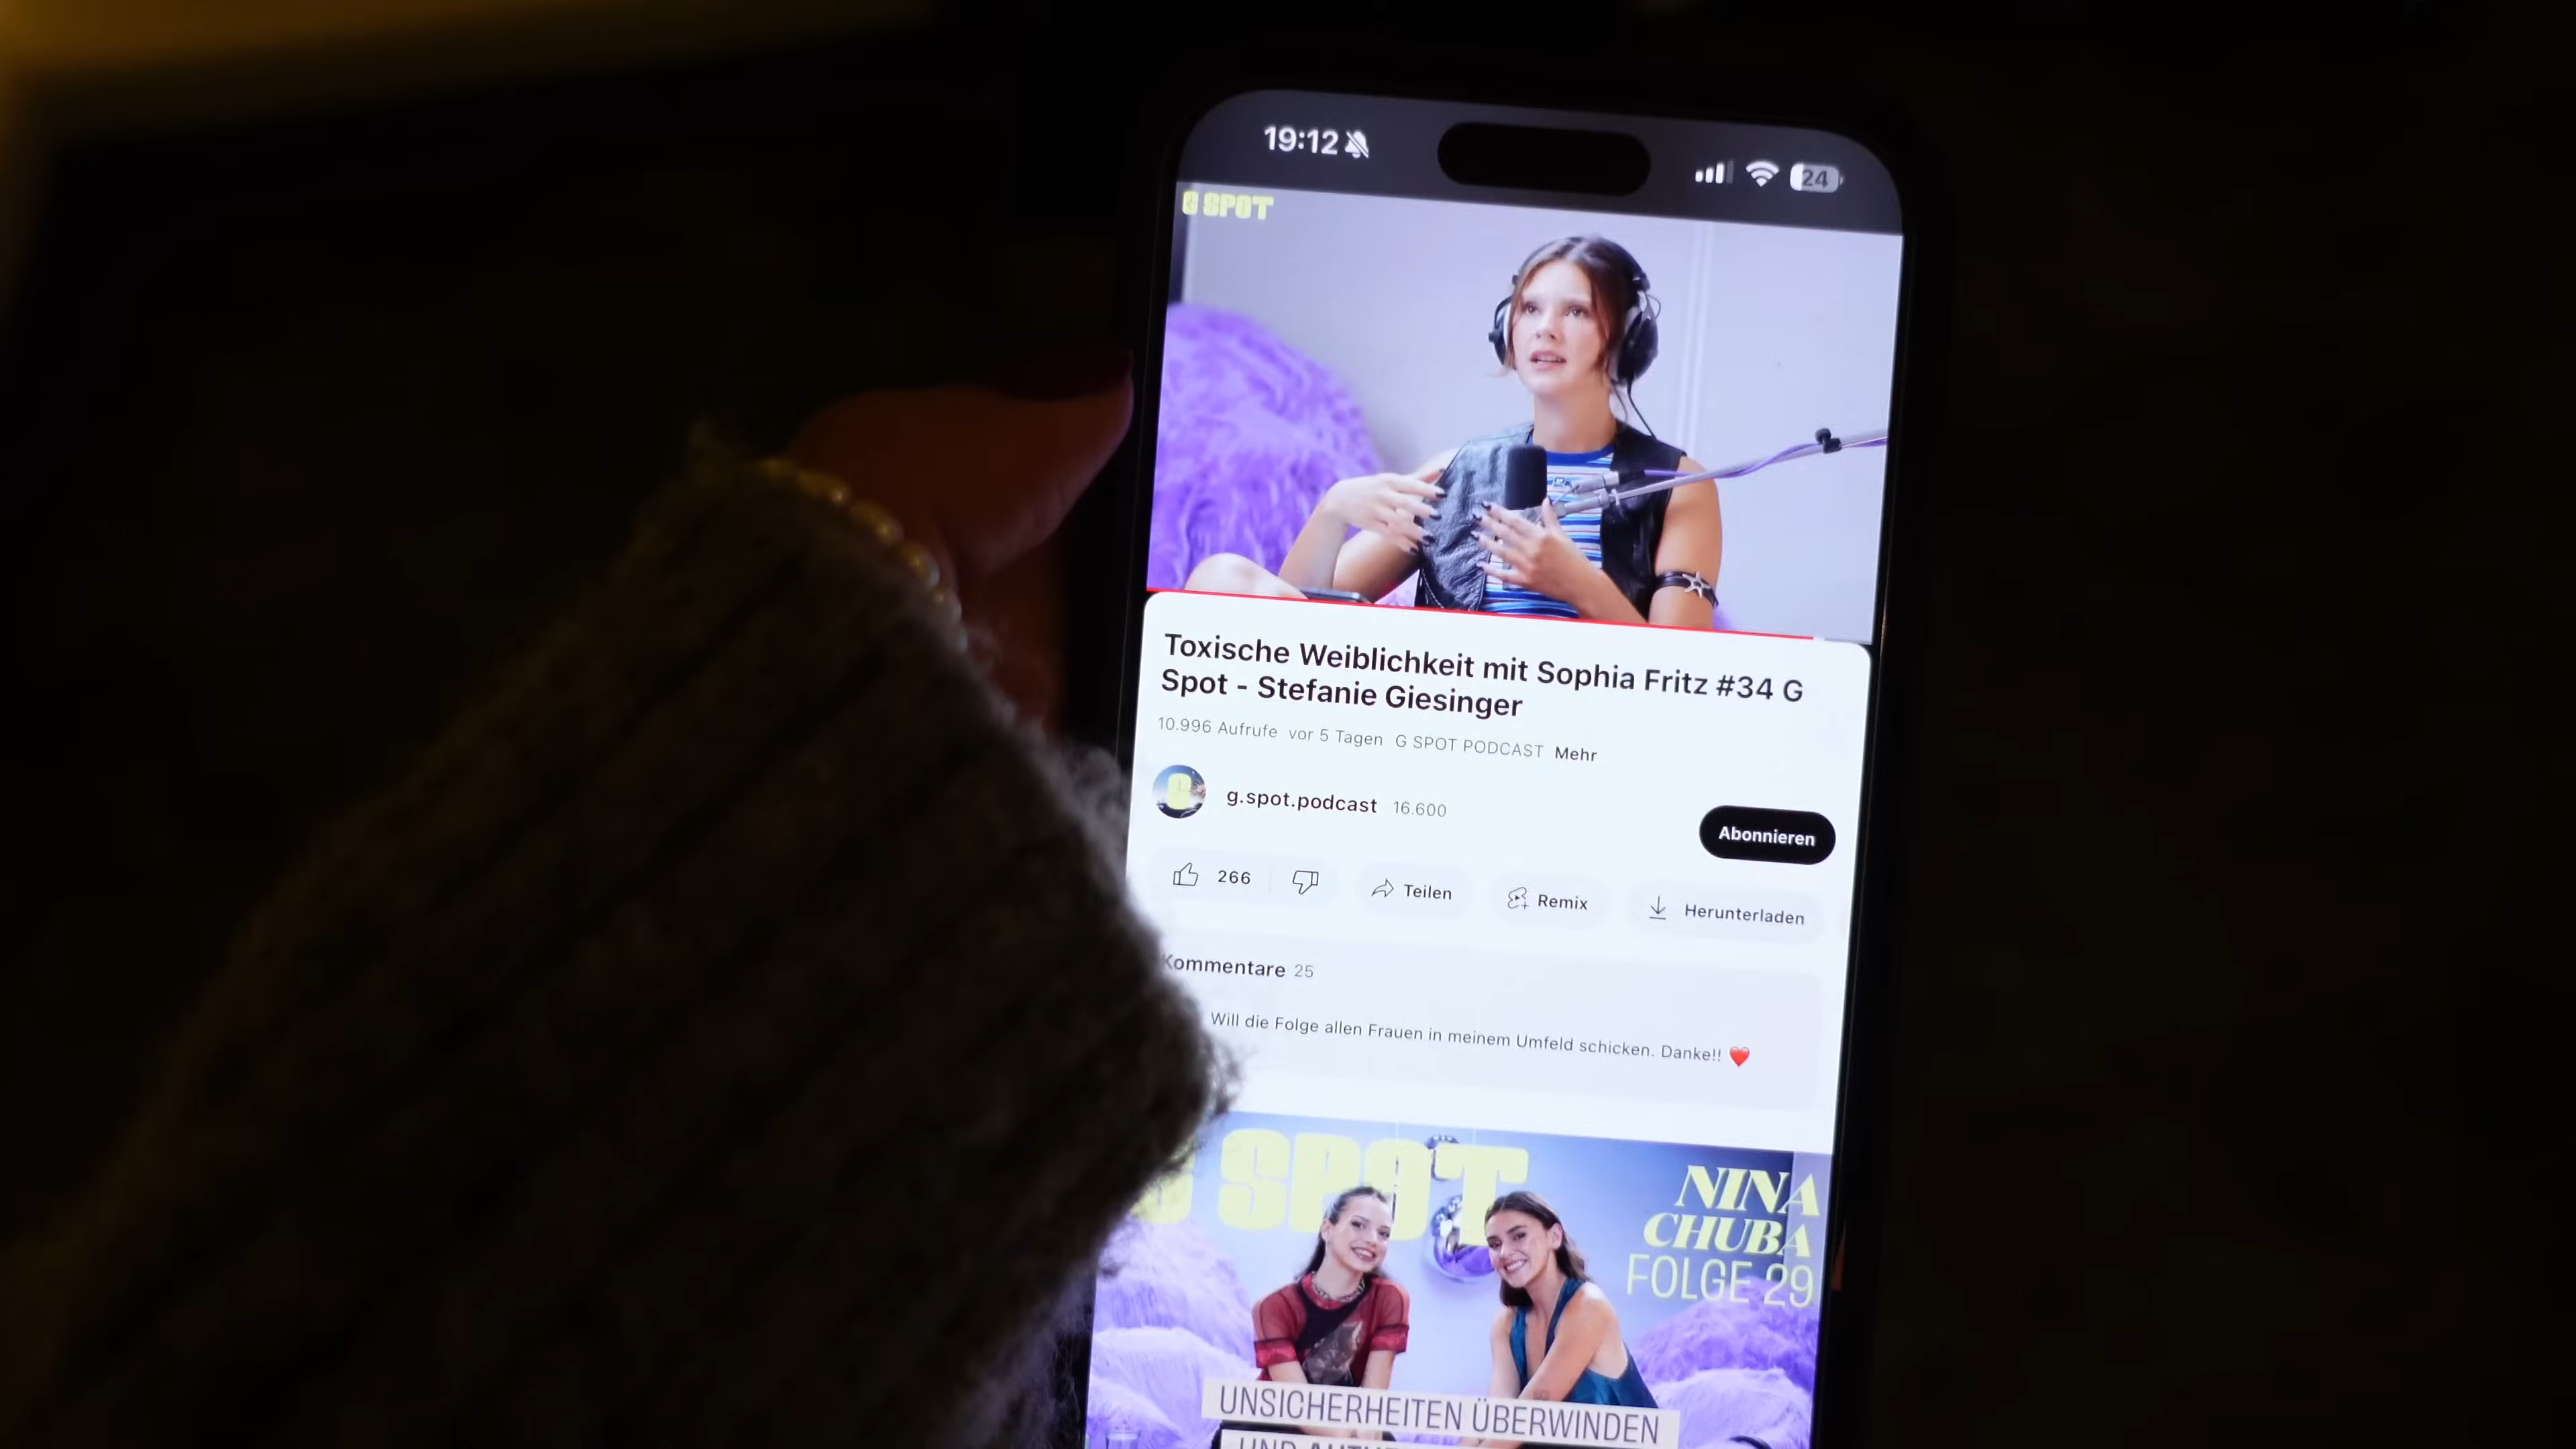 19:12
24
G SPOT
Toxische Weiblichkeit mit Sophia Fritz #34 G
Spot - Stefanie Giesinger
10.996 Aufrufe vor 5 Tagen G SPOT PODCAST Mehr
g.spot.podcast 16.600
Abonnieren
266
Teilen
Remix
Herunterladen
Kommentare 25
Will die Folge allen Frauen in meinem Umfeld schicken. Danke!! ❤️
G SPOT
NINA
CHUBA
FOLGE 29
UNSICHERHEITEN ÜBERWINDEN
UND